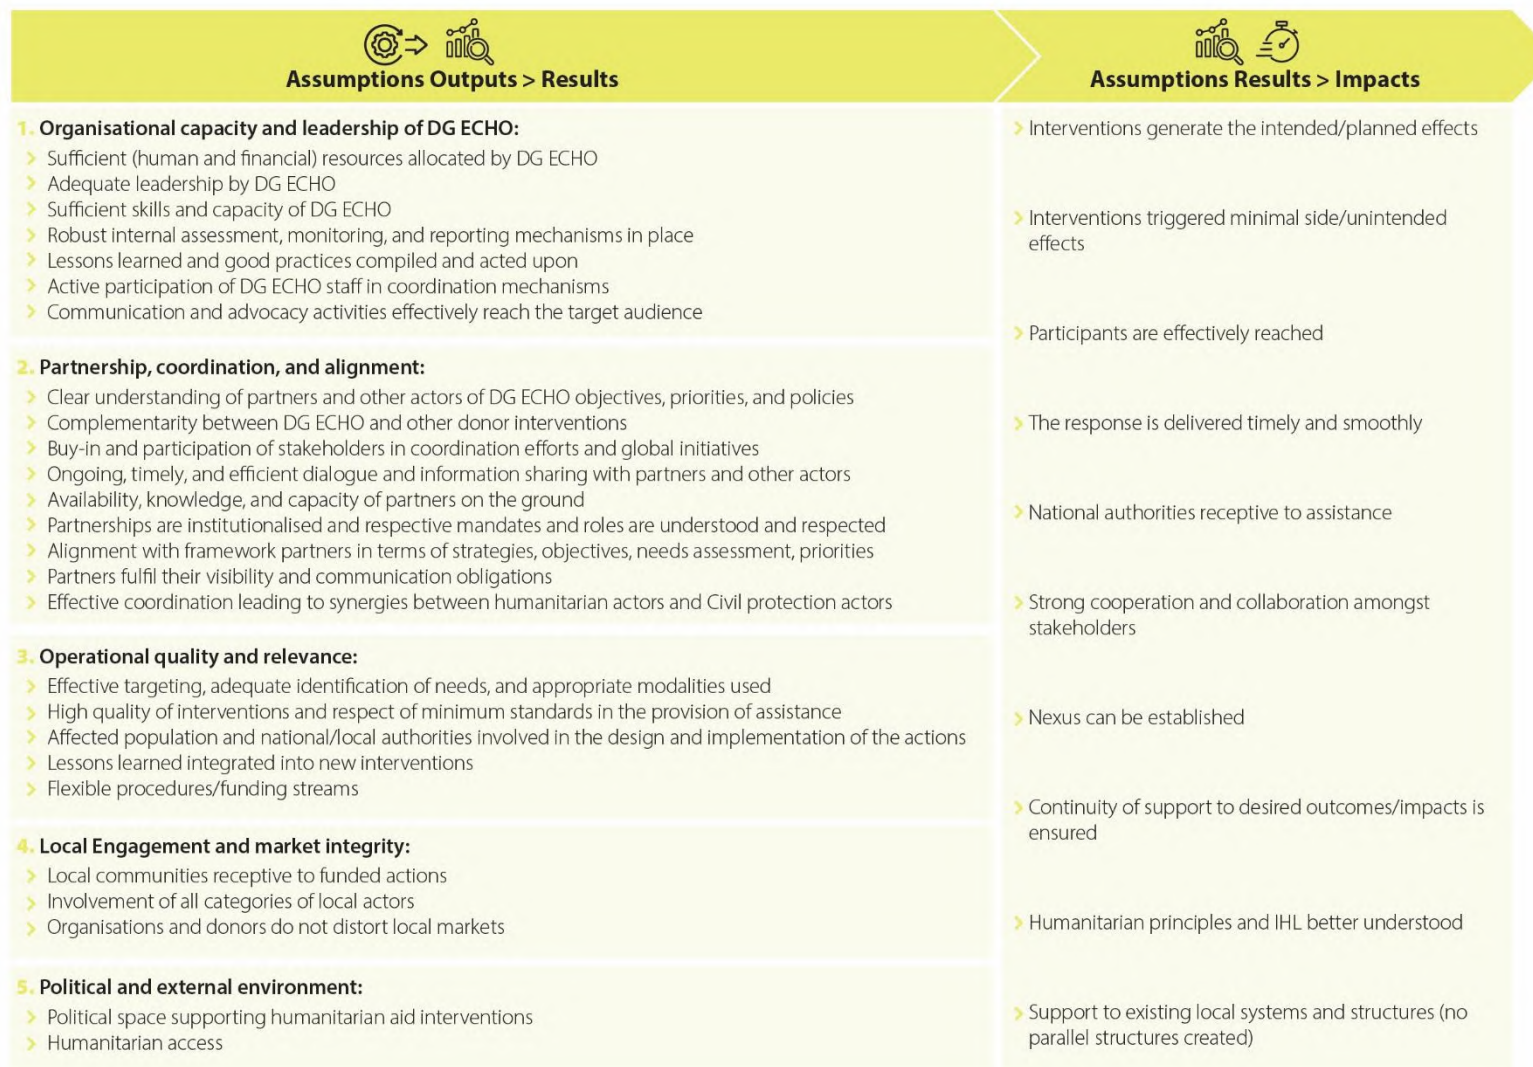 Assumptions Outputs > Results
1. Organisational capacity and leadership of DG ECHO:
Sufficient (human and financial) resources allocated by DG ECHO
Adequate leadership by DG ECHO
Sufficient skills and capacity of DG ECHO
Robust internal assessment, monitoring, and reporting mechanisms in place
Lessons learned and good practices compiled and acted upon
Active participation of DG ECHO staff in coordination mechanisms
Communication and advocacy activities effectively reach the target audience
2. Partnership, coordination, and alignment:
Clear understanding of partners and other actors of DG ECHO objectives, priorities, and policies
Complementarity between DG ECHO and other donor interventions
Buy-in and participation of stakeholders in coordination efforts and global initiatives
Ongoing, timely, and efficient dialogue and information sharing with partners and other actors
Availability, knowledge, and capacity of partners on the ground
Partnerships are institutionalised and respective mandates and roles are understood and respected
Alignment with framework partners in terms of strategies, objectives, needs assessment, priorities
Partners fulfil their visibility and communication obligations
Effective coordination leading to synergies between humanitarian actors and Civil protection actors
3. Operational quality and relevance:
Effective targeting, adequate identification of needs, and appropriate modalities used
High quality of interventions and respect of minimum standards in the provision of assistance
Affected population and national/local authorities involved in the design and implementation of the actions
Lessons learned integrated into new interventions
Flexible procedures/funding streams
4. Local Engagement and market integrity:
Local communities receptive to funded actions
Involvement of all categories of local actors
Organisations and donors do not distort local markets
5. Political and external environment:
Political space supporting humanitarian aid interventions
Humanitarian access
Assumptions Results > Impacts
Interventions generate the intended/planned effects
Interventions triggered minimal side/unintended
effects
Participants are effectively reached
The response is delivered timely and smoothly
National authorities receptive to assistance
Strong cooperation and collaboration amongst
stakeholders
Nexus can be established
Continuity of support to desired outcomes/impacts is
ensured
Humanitarian principles and IHL better understood
Support to existing local systems and structures (no
parallel structures created)